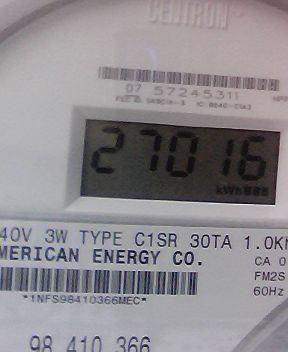 CENTRON
07 57245311
27016
kWh
40V 3W TYPE C1SR 30TA 1.0K
MERICAN ENERGY CO.
CA 0
FM2S
60Hz
*1NFS98410366MEC*
98 410 366